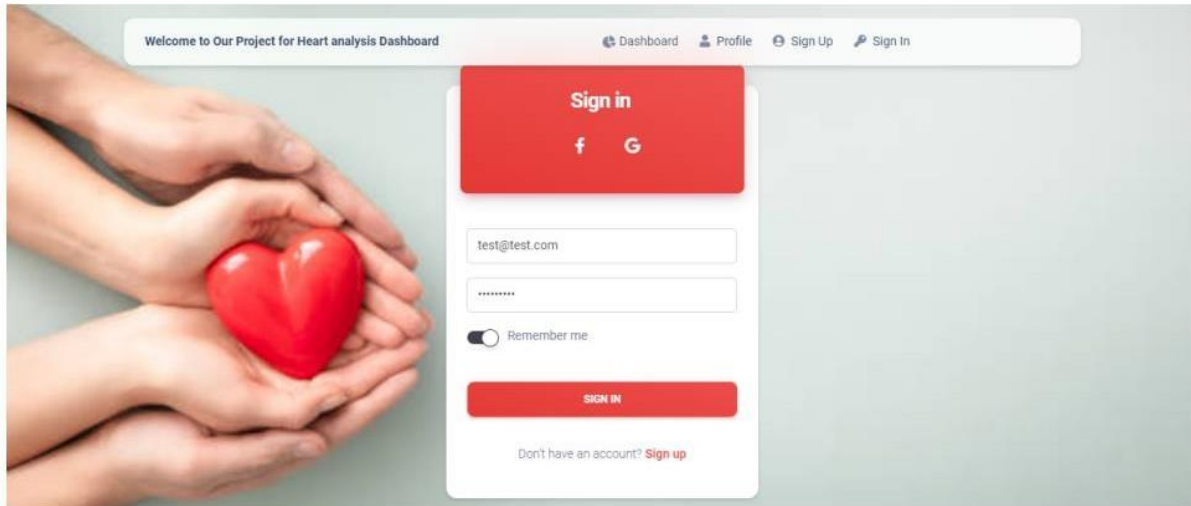 Welcome to Our Project for Heart analysis Dashboard Dashboard Profile Sign Up Sign In
Sign in
f G
test@test.com
•••••••••
Remember me
SIGN IN
Don't have an account? Sign up